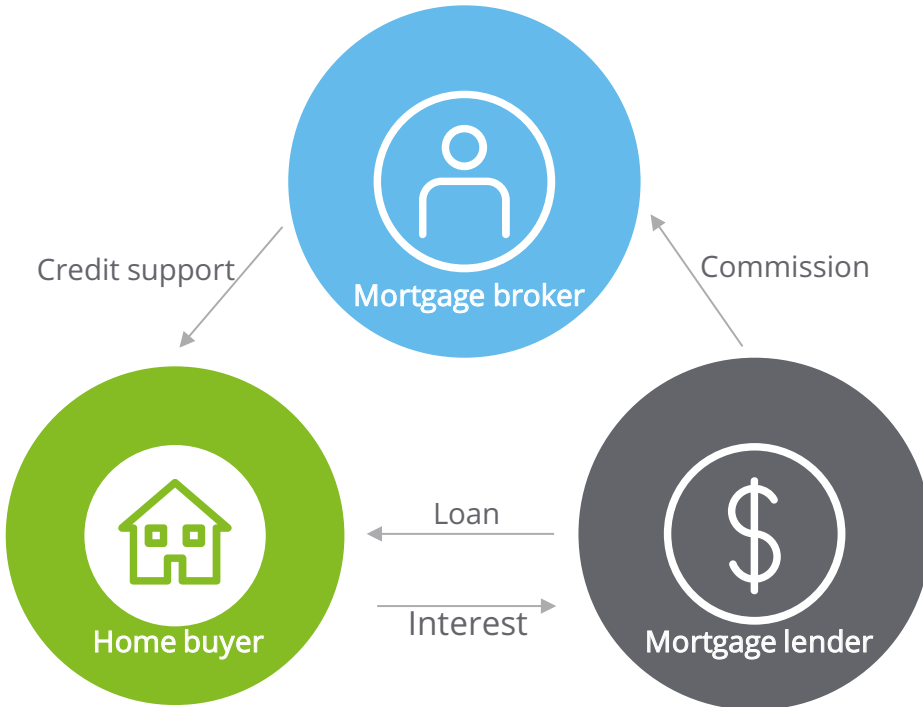 Mortgage broker
Credit support
Commission
Loan
Interest
Home buyer
Mortgage lender